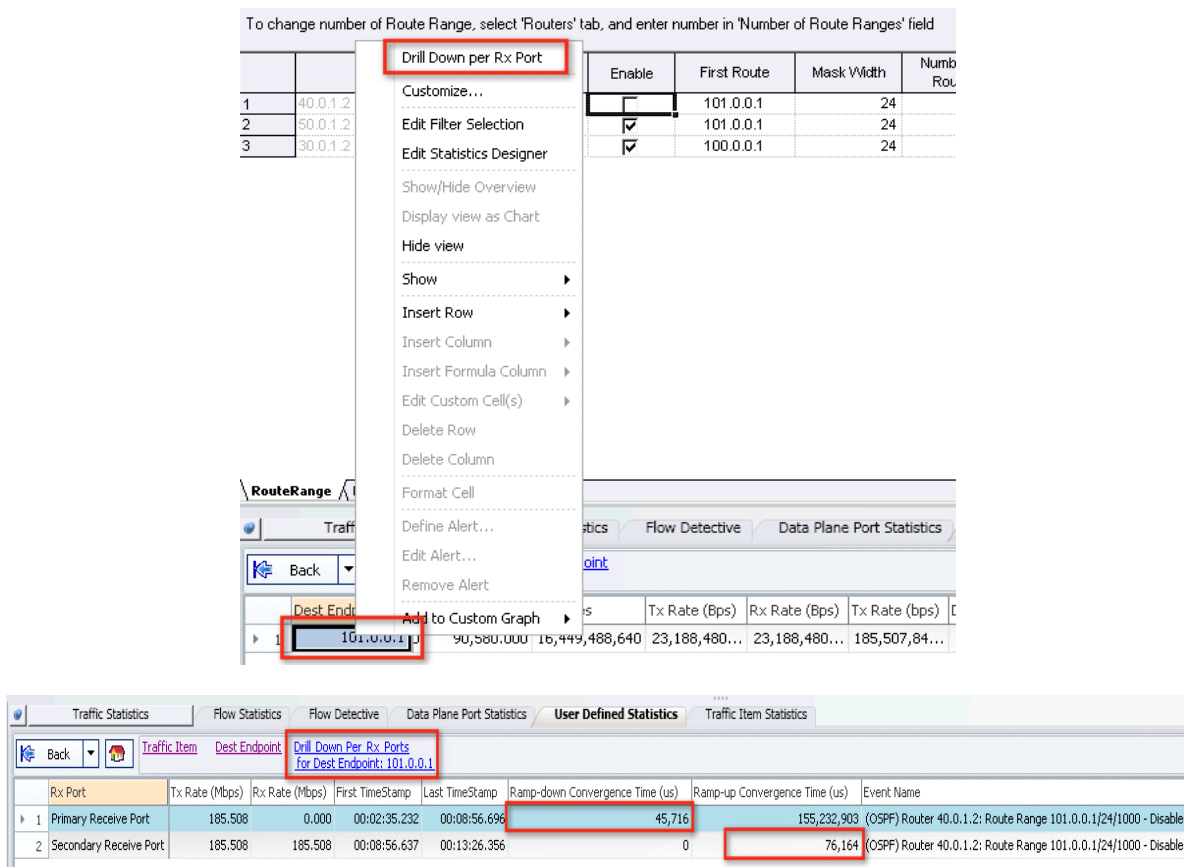 To change number of Route Range, select 'Routers' tab, and enter number in 'Number of Route Ranges' field
Drill Down per Rx Port
Customize...
Edit Filter Selection
Edit Statistics Designer
Show/Hide Overview
Display view as Chart
Hide view
Show
Insert Row
Insert Column
Insert Formula Column
Edit Custom Cell(s)
Delete Row
Delete Column
Format Cell
Define Alert...
Edit Alert...
Remove Alert
Add to Custom Graph
Enable First Route Mask Width Numb
Rou
1 40.0.1.2 101.0.0.1 24
2 50.0.1.2 101.0.0.1 24
3 30.0.1.2 100.0.0.1 24
RouteRange
Traff stics Flow Detective Data Plane Port Statistics
Back oint
Dest Endp s Tx Rate (Bps) Rx Rate (Bps) Tx Rate (bps)
1 101.0.0.1 90,580.000 16,449,488,640 23,188,480... 23,188,480... 185,507,84...
Traffic Statistics Flow Statistics Flow Detective Data Plane Port Statistics User Defined Statistics Traffic Item Statistics
Back Traffic Item Dest Endpoint Drill Down Per Rx Ports
for Dest Endpoint: 101.0.0.1
Rx Port Tx Rate (Mbps) Rx Rate (Mbps) First TimeStamp Last TimeStamp Ramp-down Convergence Time (us) Ramp-up Convergence Time (us) Event Name
1 Primary Receive Port 185.508 0.000 00:02:35.232 00:08:56.696 45,716 155,232,903 (OSPF) Router 40.0.1.2: Route Range 101.0.0.1/24/1000 - Disable
2 Secondary Receive Port 185.508 185.508 00:08:56.637 00:13:26.356 0 76,164 (OSPF) Router 40.0.1.2: Route Range 101.0.0.1/24/1000 - Disable